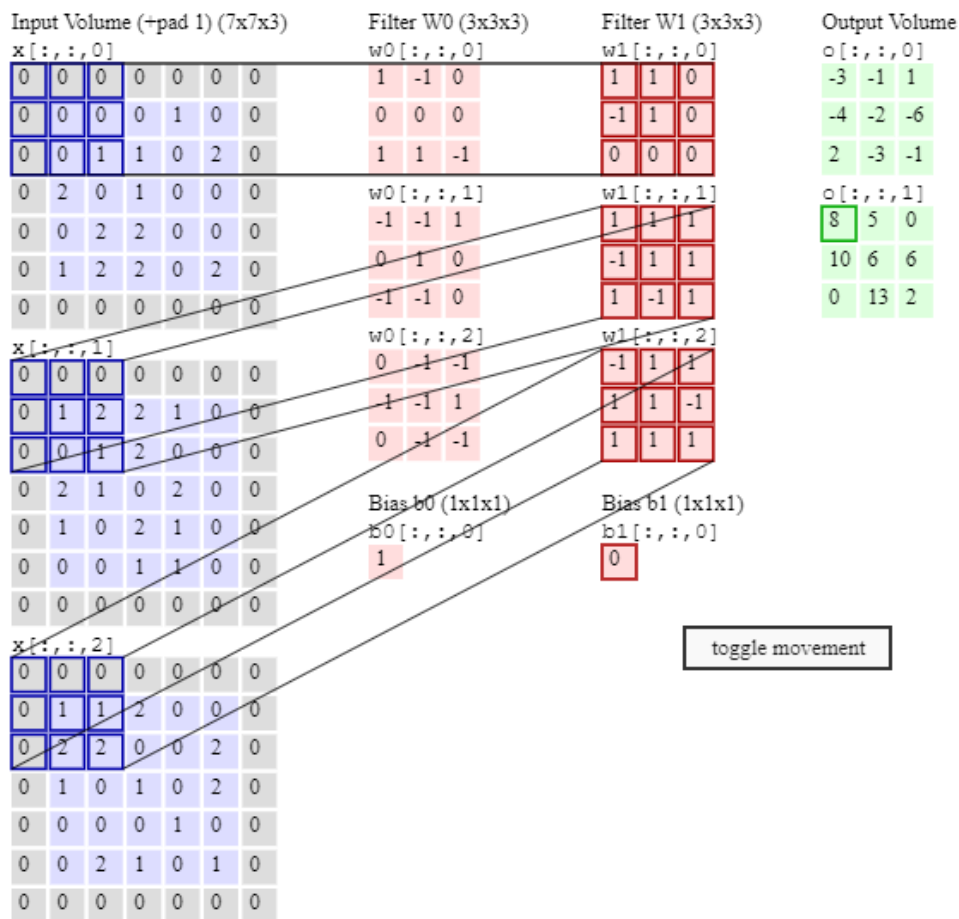 Input Volume (+pad 1) (7x7x3)
x[:,:,0]
0 0 0 0 0 0 0
0 0 0 0 1 0 0
0 0 1 1 0 2 0
0 2 0 1 0 0 0
0 0 2 2 0 0 0
0 1 2 2 0 2 0
0 0 0 0 0 0 0
x[:,:,1]
0 0 0 0 0 0 0
0 1 2 2 1 0 0
0 0 1 2 0 0 0
0 2 1 0 2 0 0
0 1 0 2 1 0 0
0 0 0 1 1 0 0
0 0 0 0 0 0 0
x[:,:,2]
0 0 0 0 0 0 0
0 1 1 2 0 0 0
0 2 2 0 0 2 0
0 1 0 1 0 2 0
0 0 0 0 1 0 0
0 0 2 1 0 1 0
0 0 0 0 0 0 0
Filter W0 (3x3x3)
w0[:,:,0]
1 -1 0
0 0 0
1 1 -1
w0[:,:,1]
-1 -1 1
0 1 0
-1 -1 0
w0[:,:,2]
0 -1 -1
-1 -1 1
0 -1 -1
Bias b0 (1x1x1)
b0[:,:,0]
1
Filter W1 (3x3x3)
w1[:,:,0]
1 1 0
-1 1 0
0 0 0
w1[:,:,1]
1 1 1
-1 1 1
1 -1 1
w1[:,:,2]
-1 1 1
1 1 -1
1 1 1
Bias b1 (1x1x1)
b1[:,:,0]
0
Output Volume
o[:,:,0]
-3 -1 1
-4 -2 -6
2 -3 -1
o[:,:,1]
8 5 0
10 6 6
0 13 2
toggle movement